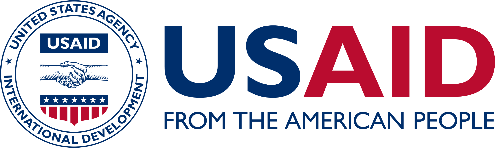 UNITED STATES AGENCY
USAID
INTERNATIONAL DEVELOPMENT
USAID
FROM THE AMERICAN PEOPLE